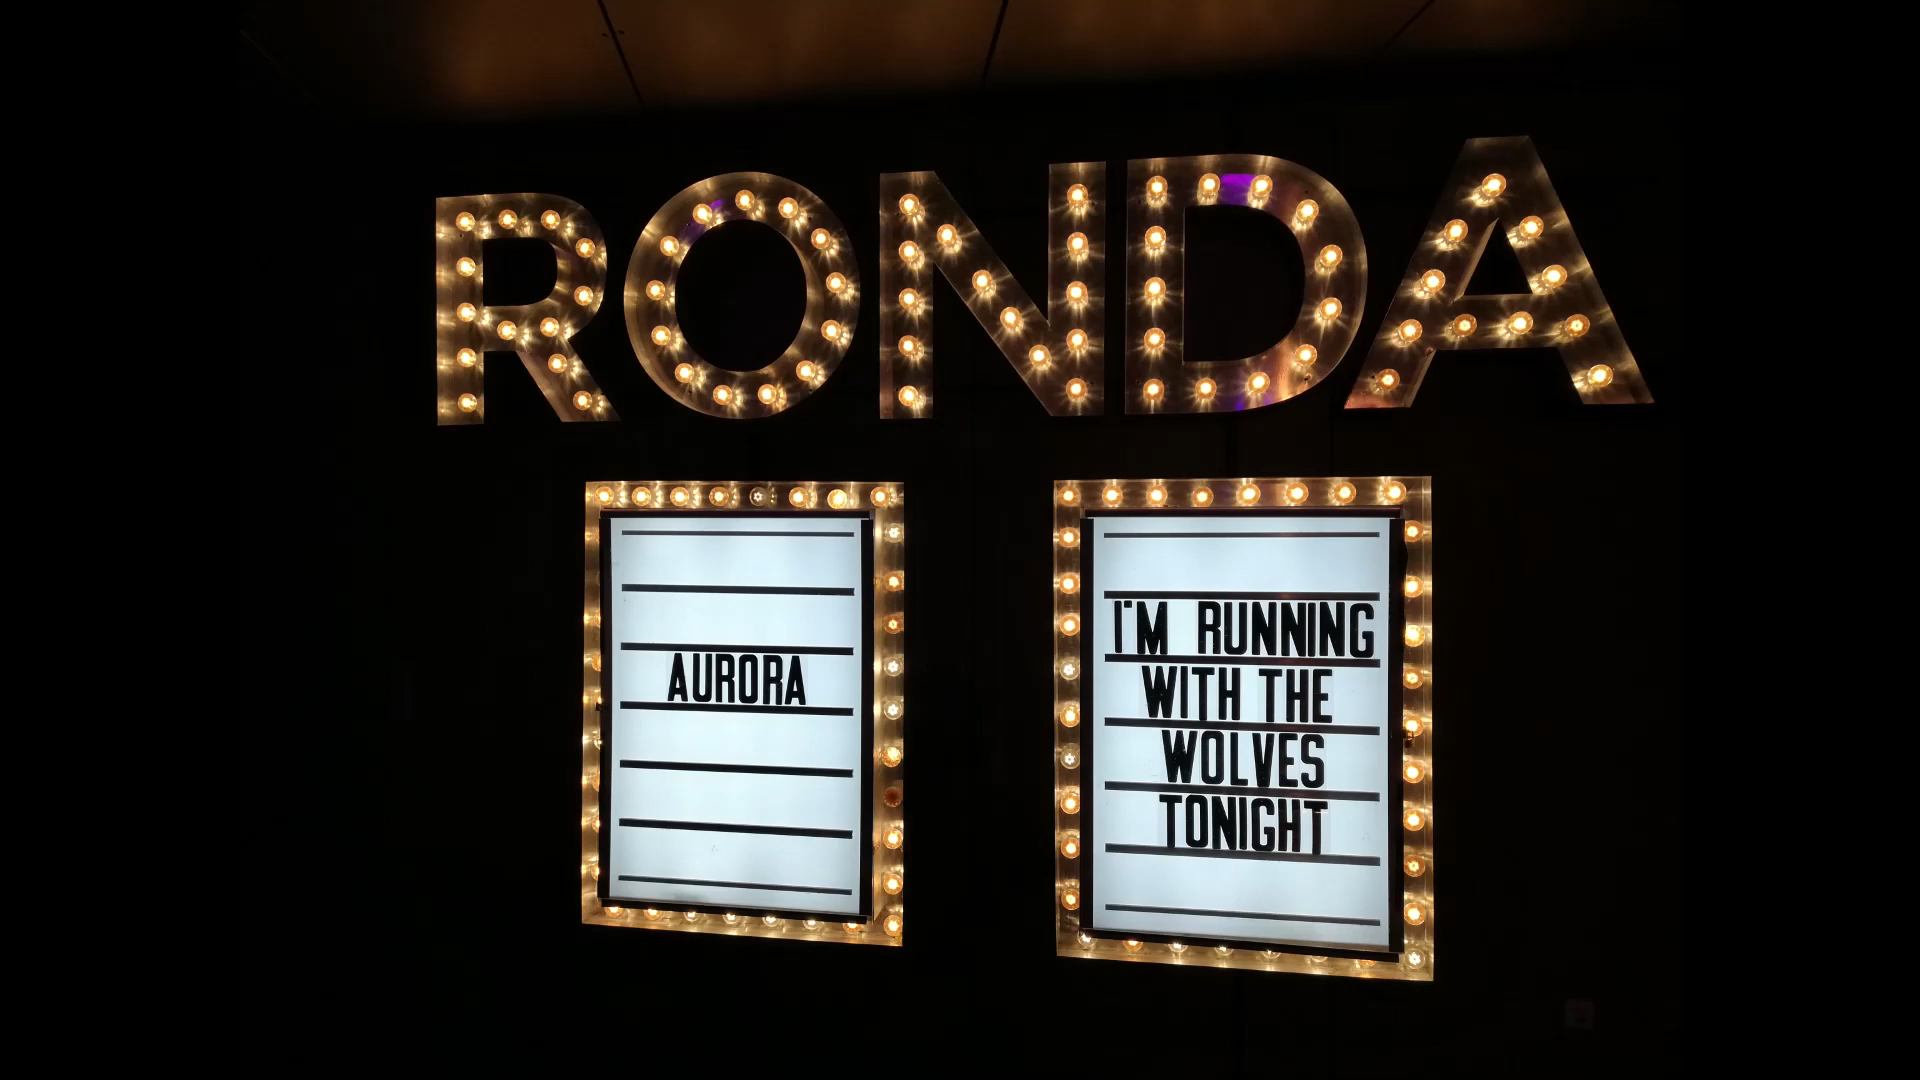 RONDA
AURORA
I'M RUNNING
WITH THE
WOLVES
TONIGHT